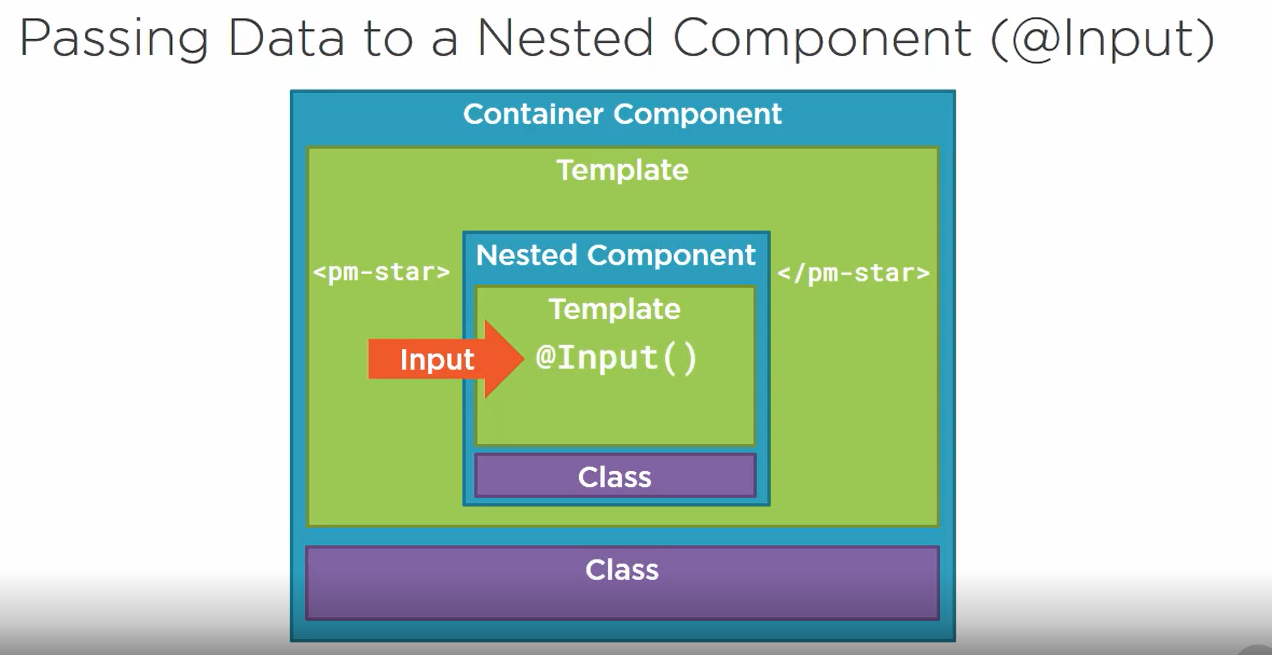 Passing Data to a Nested Component (@Input)
Container Component
Template
<pm-star>
Nested Component
</pm-star>
Template
Input
@Input()
Class
Class